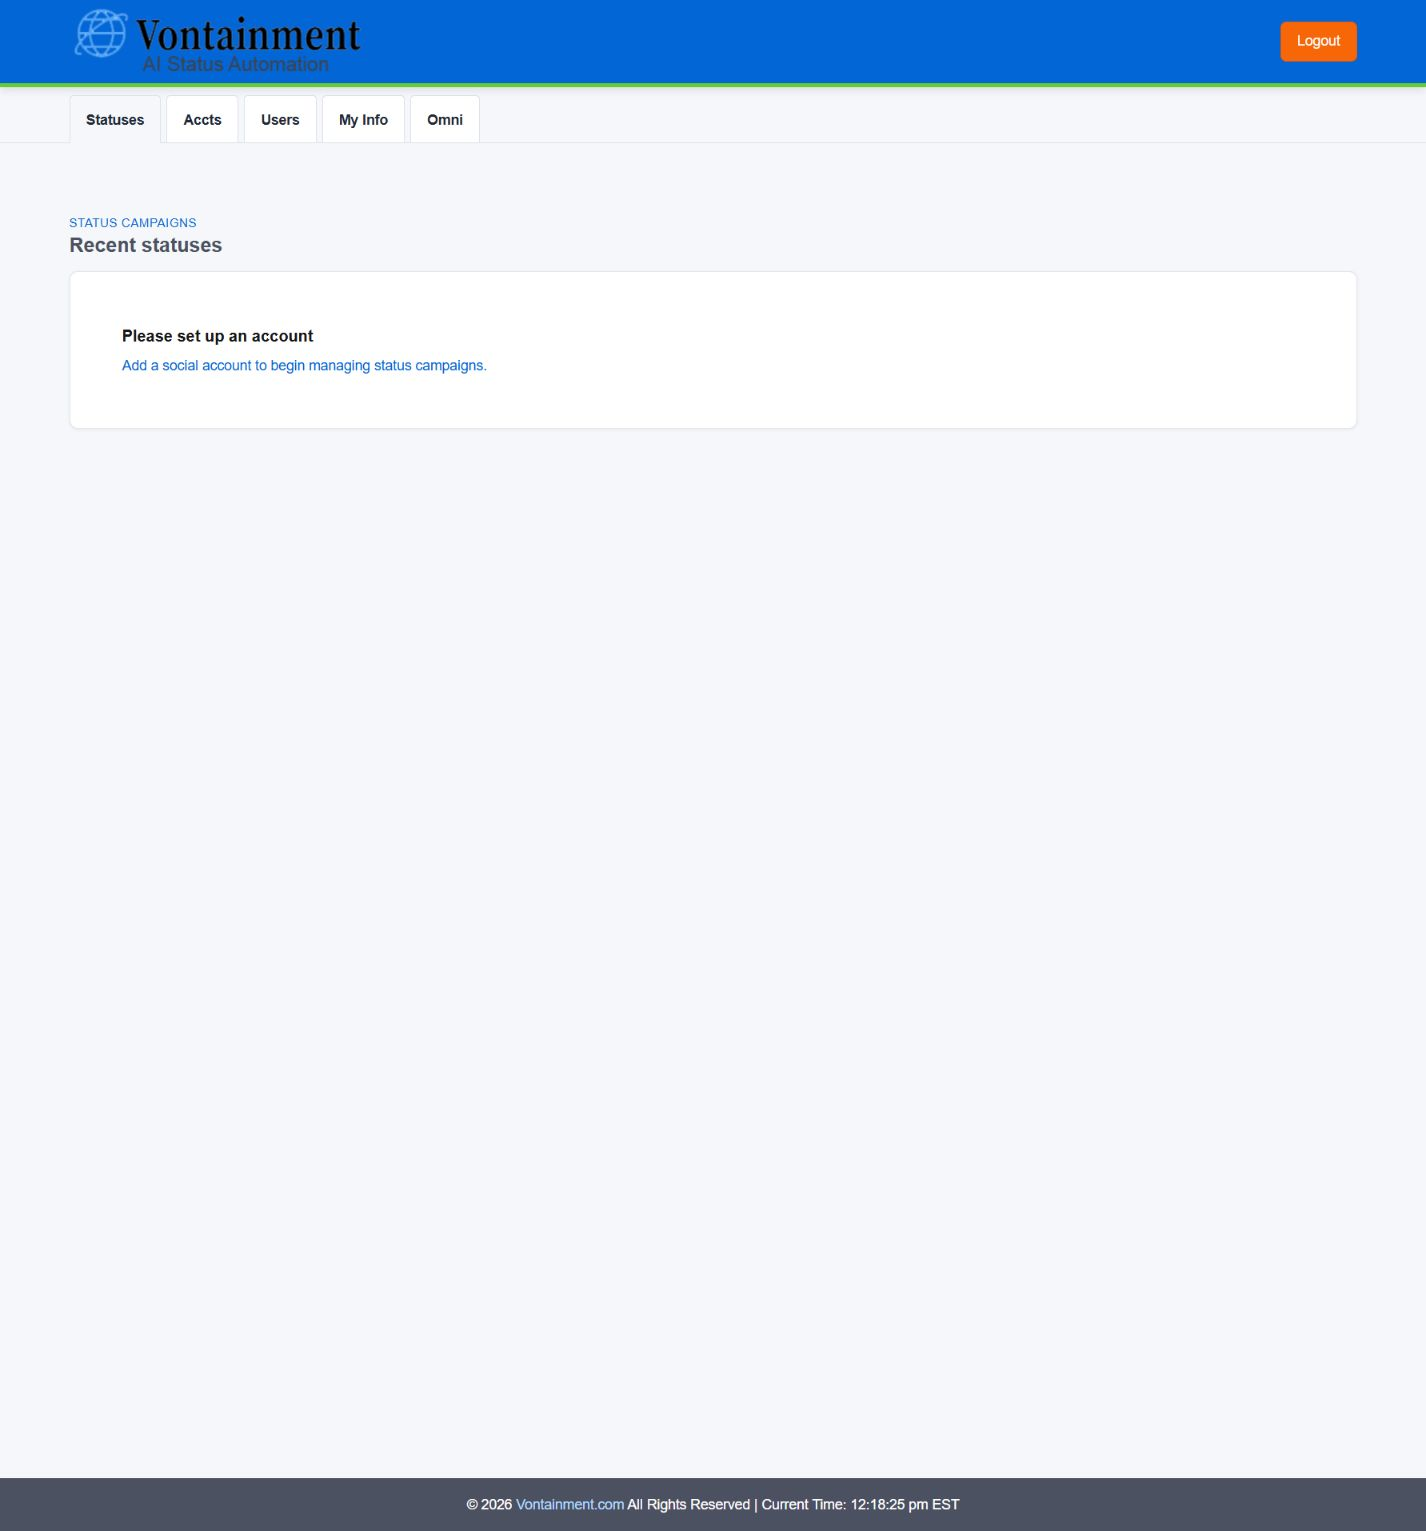 Vontainment
AI Status Automation
Logout
Statuses
Accts
Users
My Info
Omni
STATUS CAMPAIGNS
Recent statuses
Please set up an account
Add a social account to begin managing status campaigns.
© 2026 Vontainment.com All Rights Reserved | Current Time: 12:18:25 pm EST